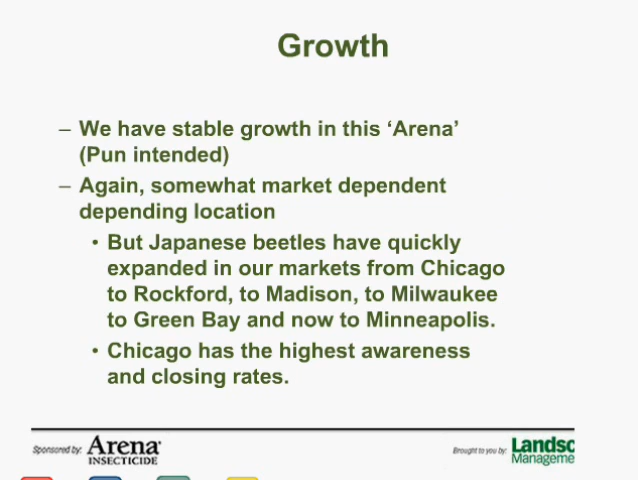 Growth
– We have stable growth in this ‘Arena’
(Pun intended)
– Again, somewhat market dependent
depending location
• But Japanese beetles have quickly
expanded in our markets from Chicago
to Rockford, to Madison, to Milwaukee
to Green Bay and now to Minneapolis.
• Chicago has the highest awareness
and closing rates.
Sponsored by: Arena
INSECTICIDE
Brought to you by: Landsc
Manageme